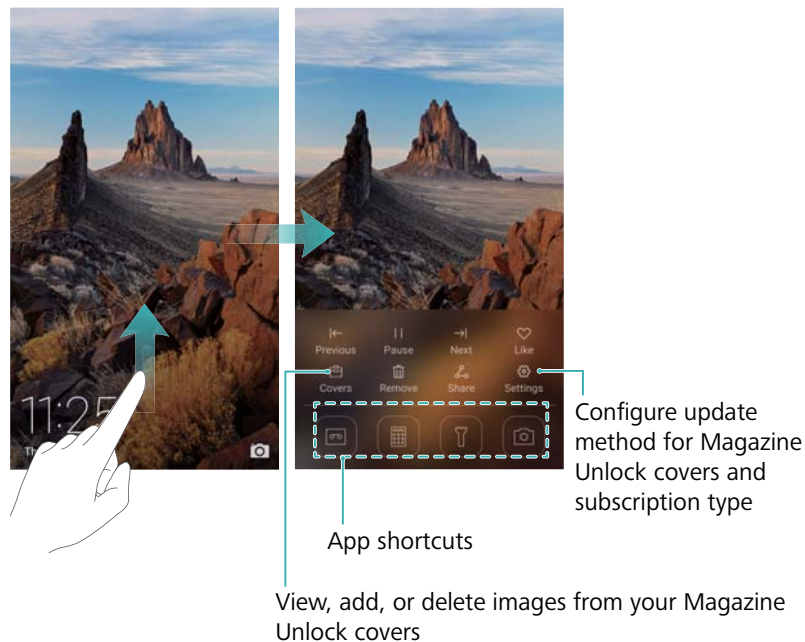 11:25
Previous Pause Next Like
Covers Remove Share Settings
Configure update
method for Magazine
Unlock covers and
subscription type
App shortcuts
View, add, or delete images from your Magazine
Unlock covers